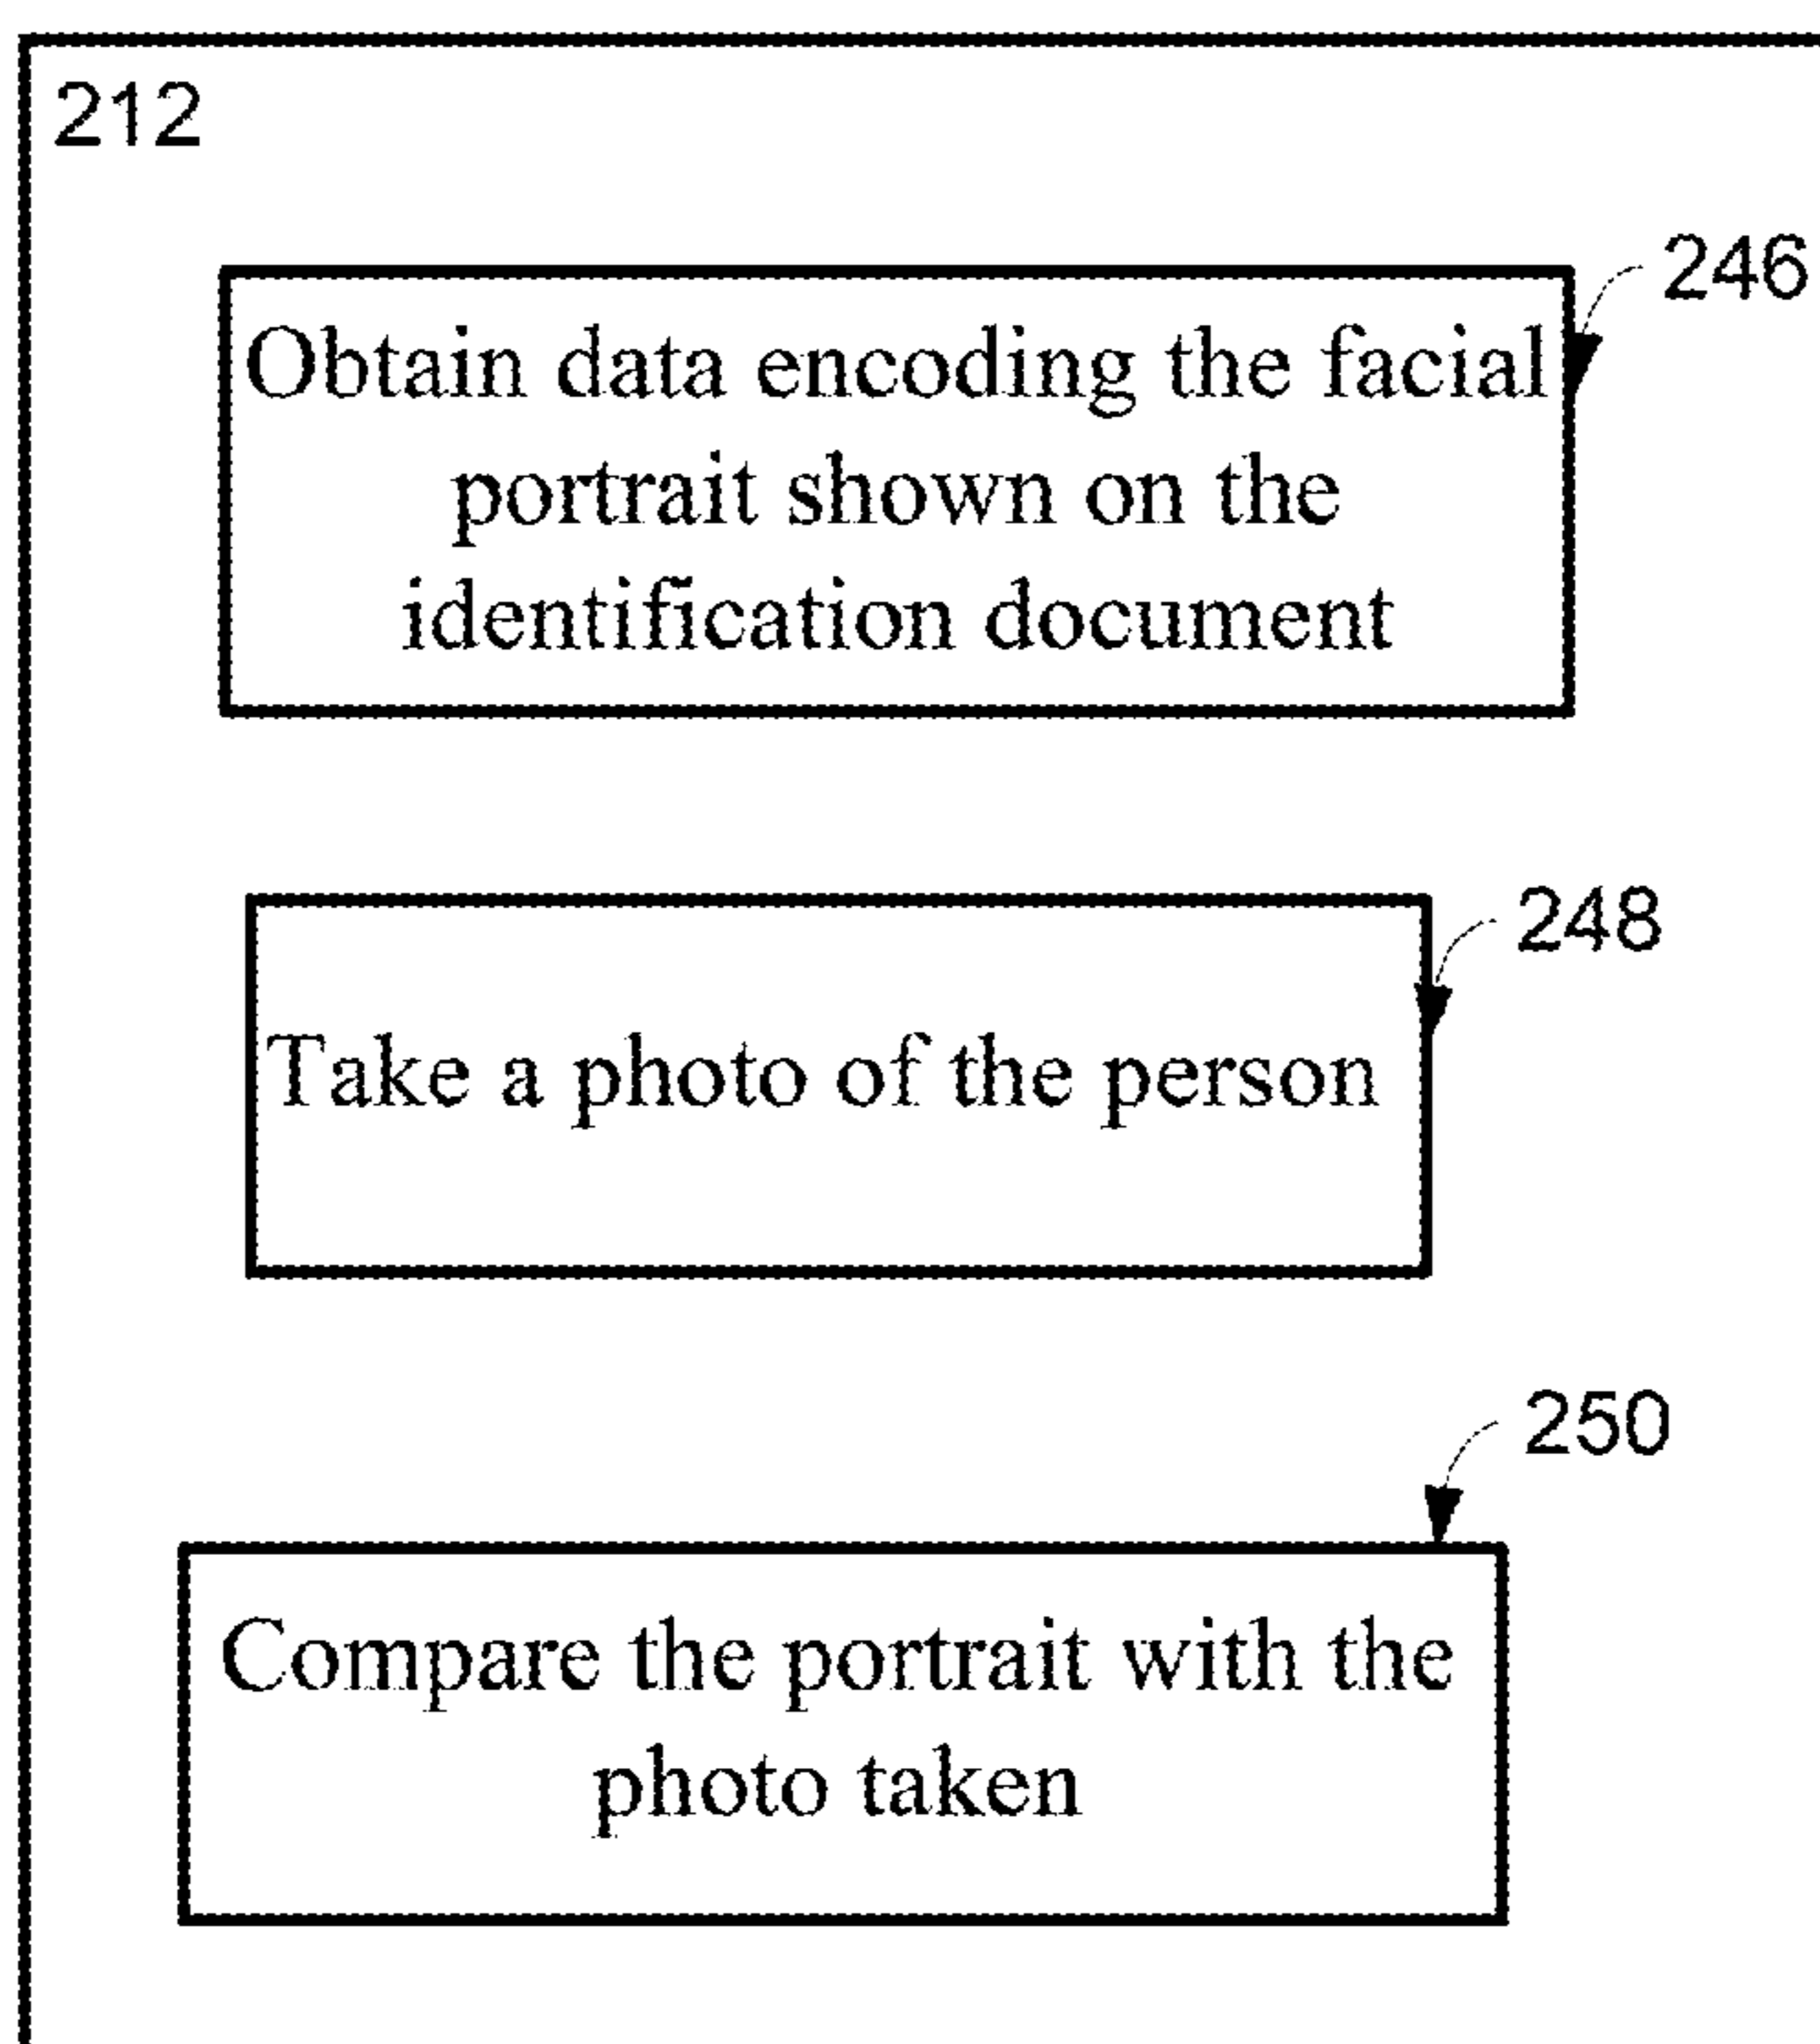 212
246
Obtain data encoding the facial
portrait shown on the
identification document
248
Take a photo of the person
250
Compare the portrait with the
photo taken